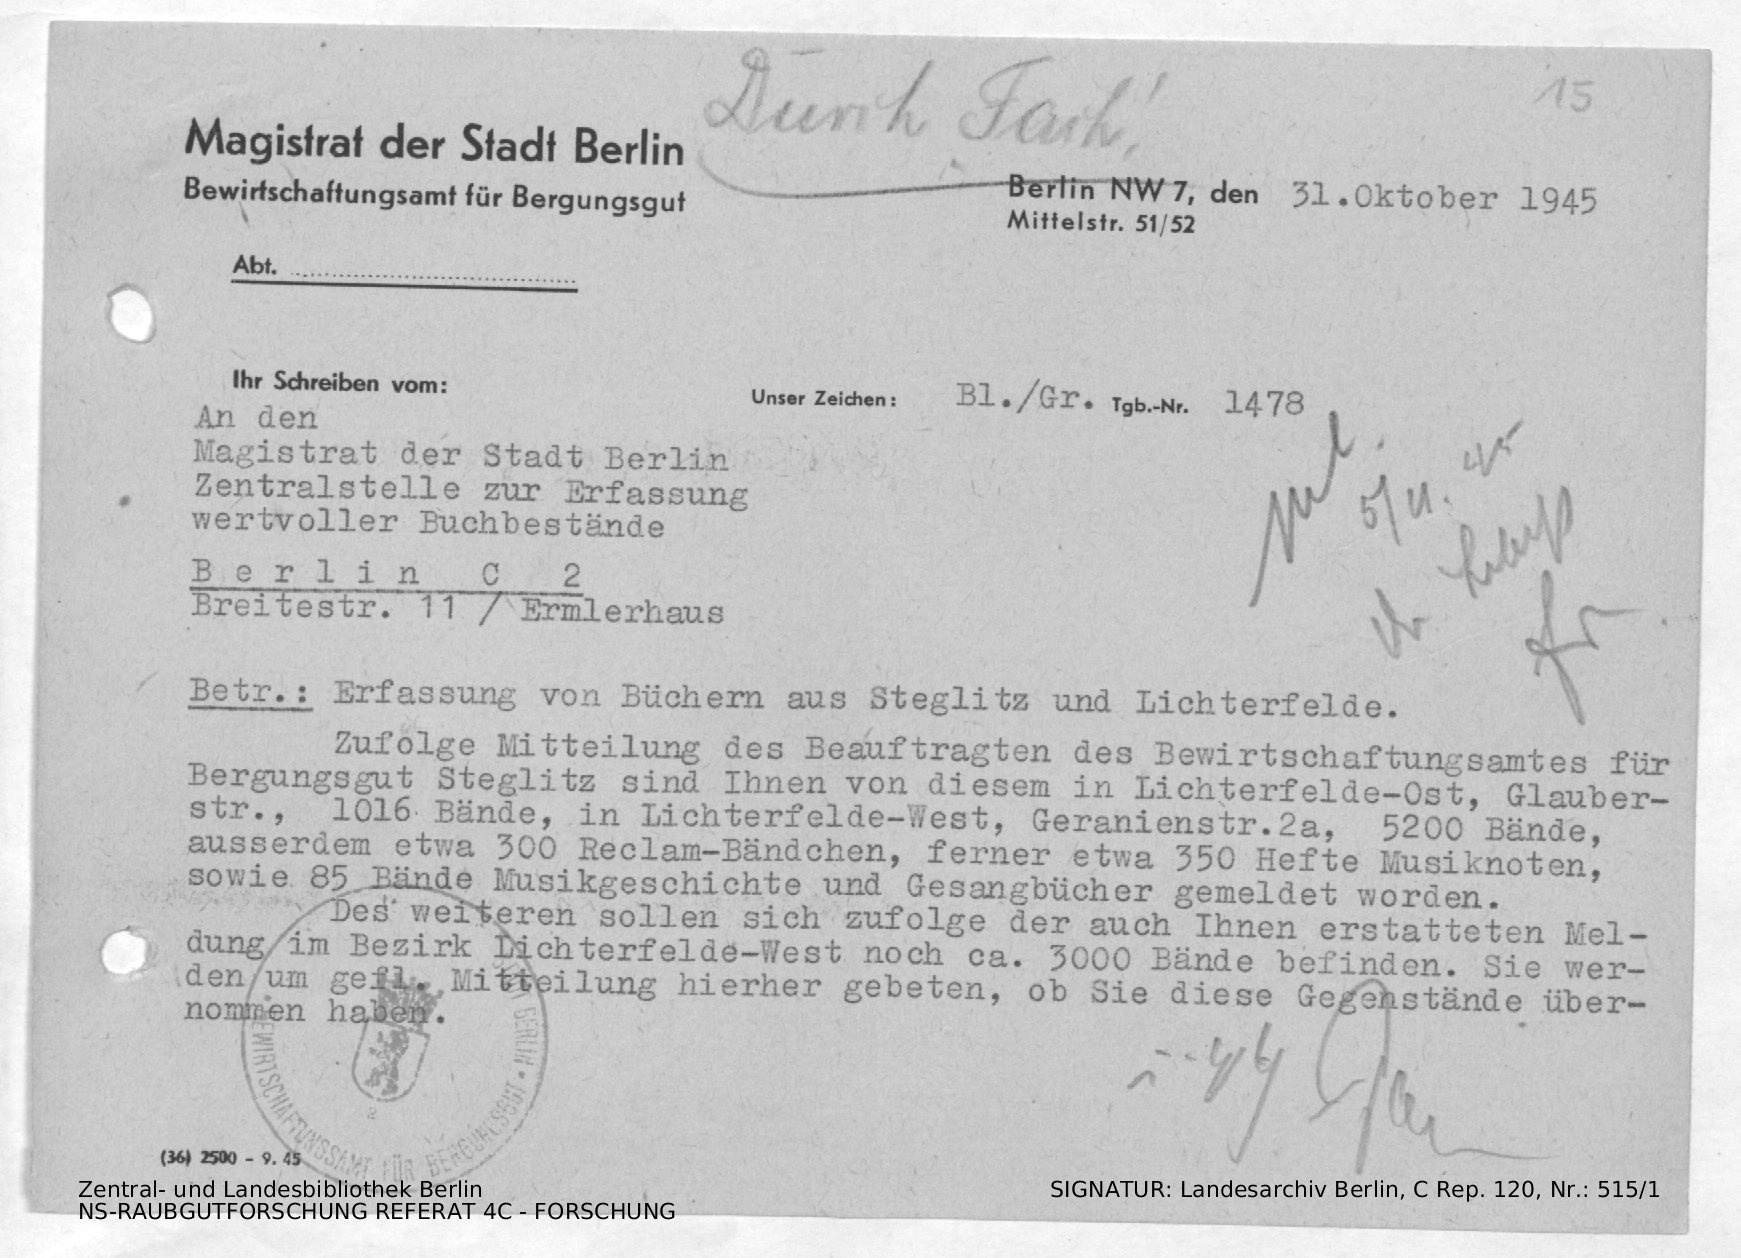 Durch Fach!
15
Magistrat der Stadt Berlin
Bewirtschaftungsamt für Bergungsgut
Berlin NW 7, den 31.Oktober 1945
Mittelstr. 51/52
Abt.
Ihr Schreiben vom:
Unser Zeichen: Bl./Gr. Tgb.-Nr. 1478
An den
Magistrat der Stadt Berlin
Zentralstelle zur Erfassung
wertvoller Buchbestände
B e r l i n C 2
Breitestr. 11 / Ermlerhaus
5/11. 45
Betr.: Erfassung von Büchern aus Steglitz und Lichterfelde.
Zufolge Mitteilung des Beauftragten des Bewirtschaftungsamtes für
Bergungsgut Steglitz sind Ihnen von diesem in Lichterfelde-Ost, Glauber-
str., 1016 Bände, in Lichterfelde-West, Geranienstr.2a, 5200 Bände,
ausserdem etwa 300 Reclam-Bändchen, ferner etwa 350 Hefte Musiknoten,
sowie 85 Bände Musikgeschichte und Gesangbücher gemeldet worden.
Des weiteren sollen sich zufolge der auch Ihnen erstatteten Mel-
dung im Bezirk Lichterfelde-West noch ca. 3000 Bände befinden. Sie wer-
den um gefl. Mitteilung hierher gebeten, ob Sie diese Gegenstände über-
nommen haben.
BERLIN • BEWIRTSCHAFTUNGSAMT FÜR BERGUNGSGUT
2
(36) 2500 - 9. 45
Zentral- und Landesbibliothek Berlin
NS-RAUBGUTFORSCHUNG REFERAT 4C - FORSCHUNG
SIGNATUR: Landesarchiv Berlin, C Rep. 120, Nr.: 515/1